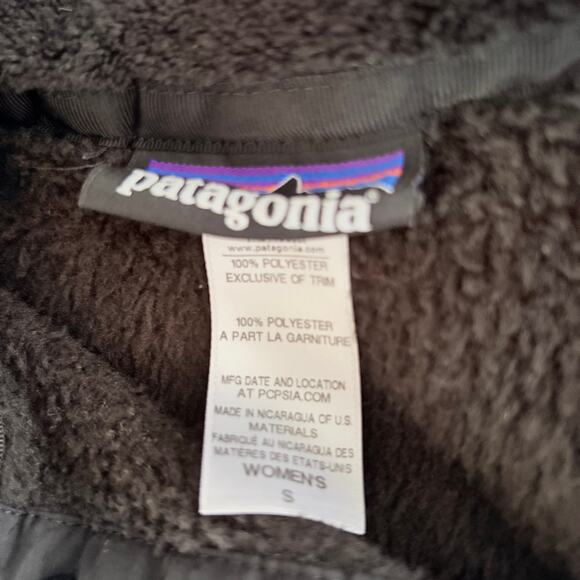 patagonia®
www.patagonia.com
100% POLYESTER
EXCLUSIVE OF TRIM
100% POLYESTER
A PART LA GARNITURE
MFG DATE AND LOCATION
AT PCPSIA.COM
MADE IN NICARAGUA OF U.S.
MATERIALS
FABRIQUÉ AU NICARAGUA DES
MATIÈRES DES ETATS-UNIS
WOMEN'S
S